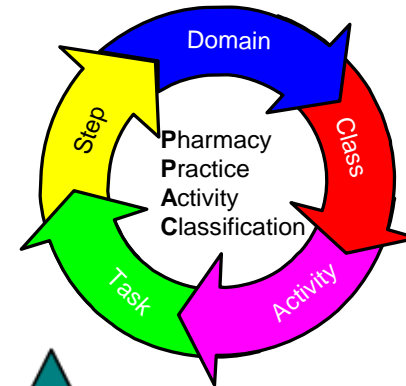 Domain
Class
Activity
Task
Step
Pharmacy
Practice
Activity
Classification